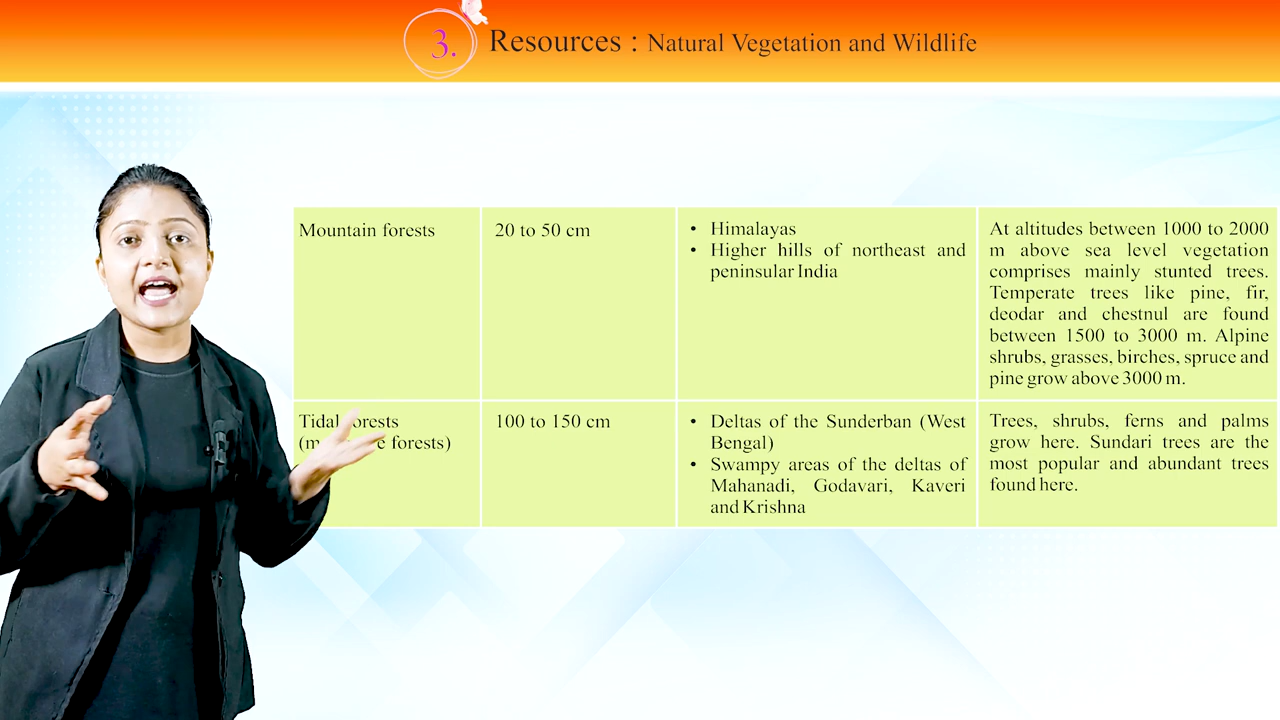 3. Resources : Natural Vegetation and Wildlife
Mountain forests
20 to 50 cm
• Himalayas
• Higher hills of northeast and
peninsular India
At altitudes between 1000 to 2000
m above sea level vegetation
comprises mainly stunted trees.
Temperate trees like pine, fir,
deodar and chestnul are found
between 1500 to 3000 m. Alpine
shrubs, grasses, birches, spruce and
pine grow above 3000 m.
Tidal forests
forests)
100 to 150 cm
• Deltas of the Sunderban (West
Bengal)
• Swampy areas of the deltas of
Mahanadi, Godavari, Kaveri
and Krishna
Trees, shrubs, ferns and palms
grow here. Sundari trees are the
most popular and abundant trees
found here.